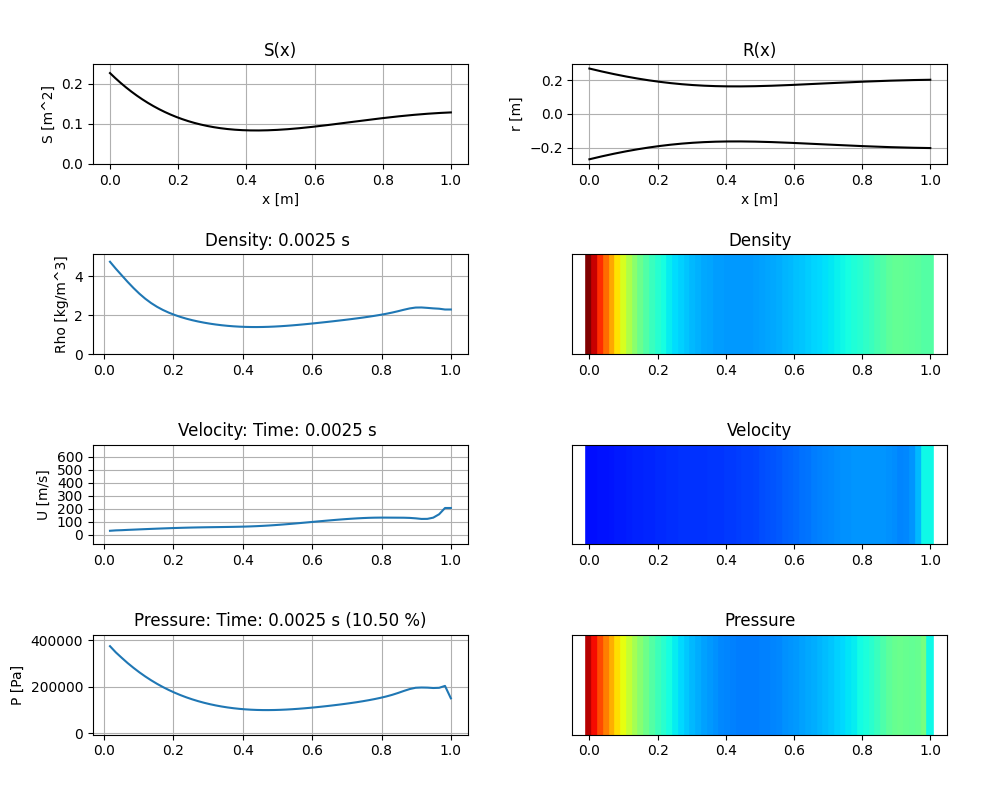 S(x)
S [m^2]
0.2
0.1
0.0
0.0 0.2 0.4 0.6 0.8 1.0
x [m]
R(x)
r [m]
0.2
0.0
−0.2
0.0 0.2 0.4 0.6 0.8 1.0
x [m]
Density: 0.0025 s
Rho [kg/m^3]
4
2
0
0.0 0.2 0.4 0.6 0.8 1.0
Density
0.0 0.2 0.4 0.6 0.8 1.0
Velocity: Time: 0.0025 s
U [m/s]
600
500
400
300
200
100
0
0.0 0.2 0.4 0.6 0.8 1.0
Velocity
0.0 0.2 0.4 0.6 0.8 1.0
Pressure: Time: 0.0025 s (10.50 %)
P [Pa]
400000
200000
0
0.0 0.2 0.4 0.6 0.8 1.0
Pressure
0.0 0.2 0.4 0.6 0.8 1.0